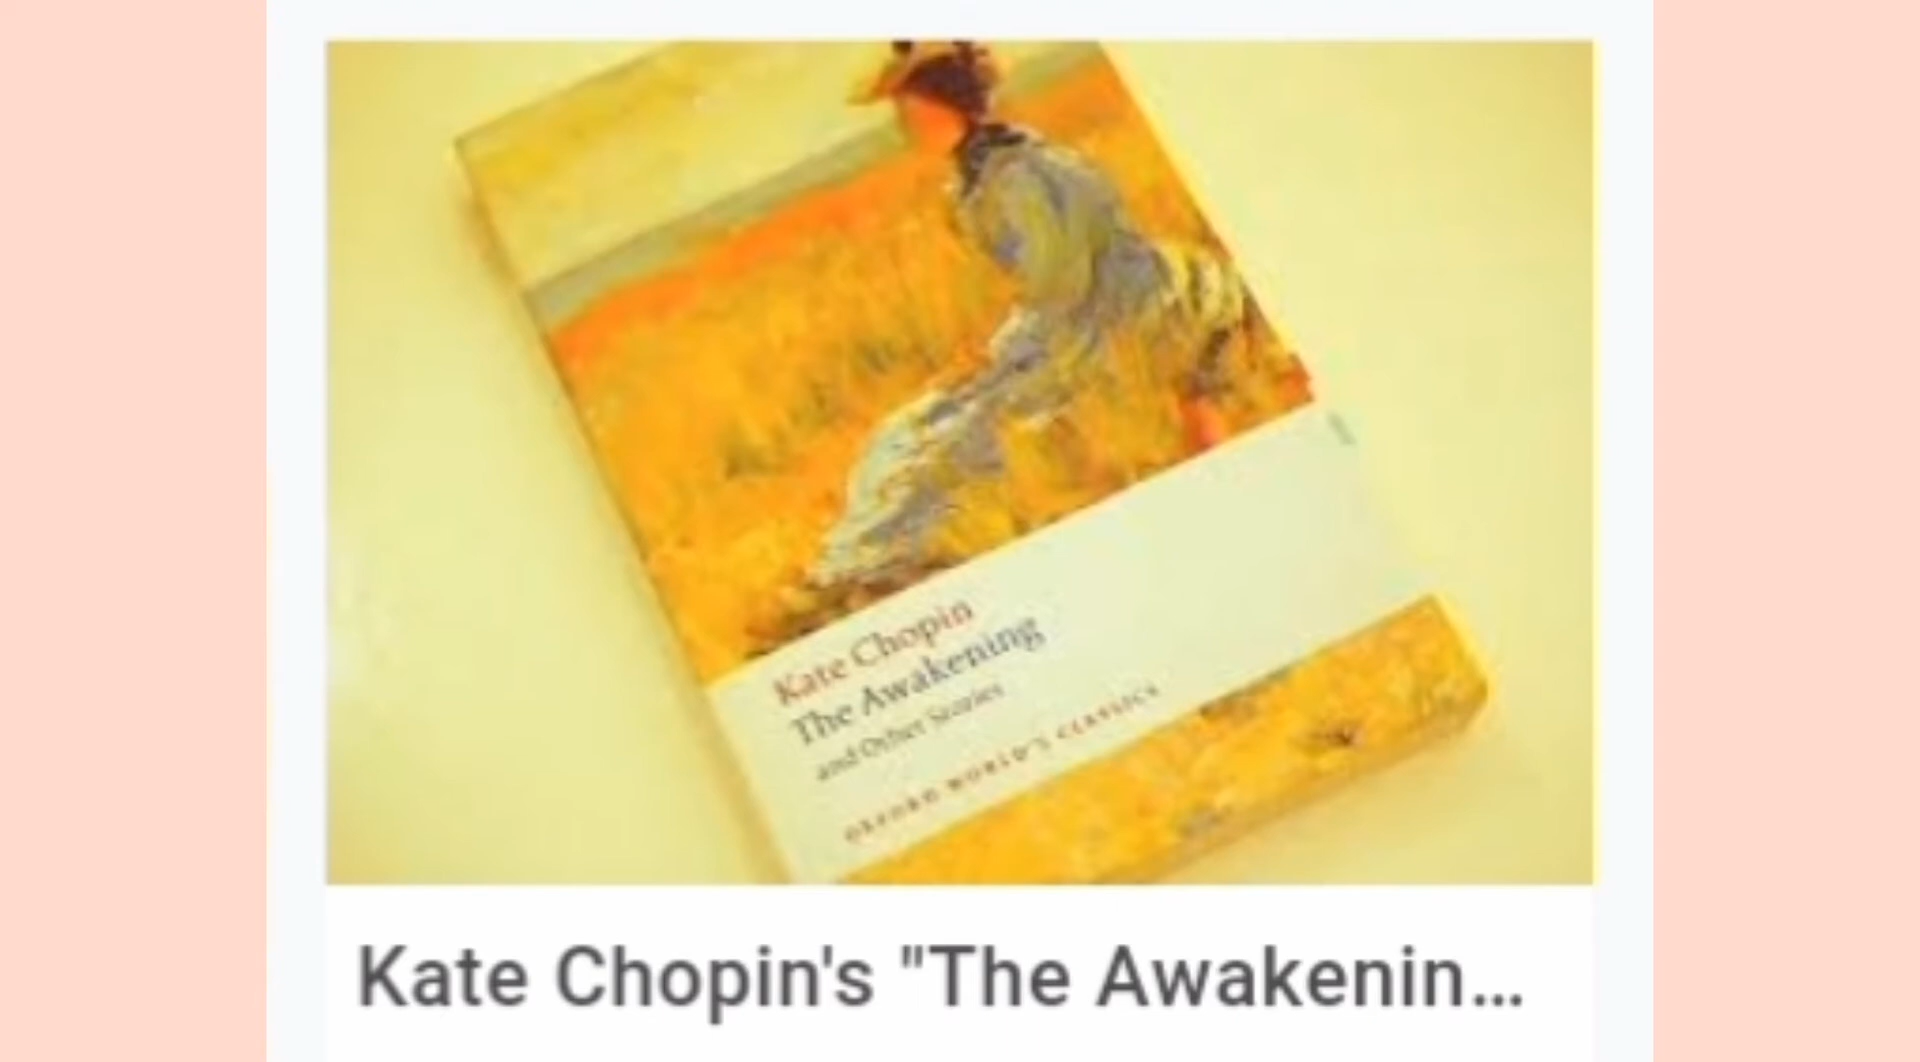 Kate Chopin
The Awakening
and Other Stories
OXFORD WORLD'S CLASSICS
Kate Chopin's "The Awakenin...